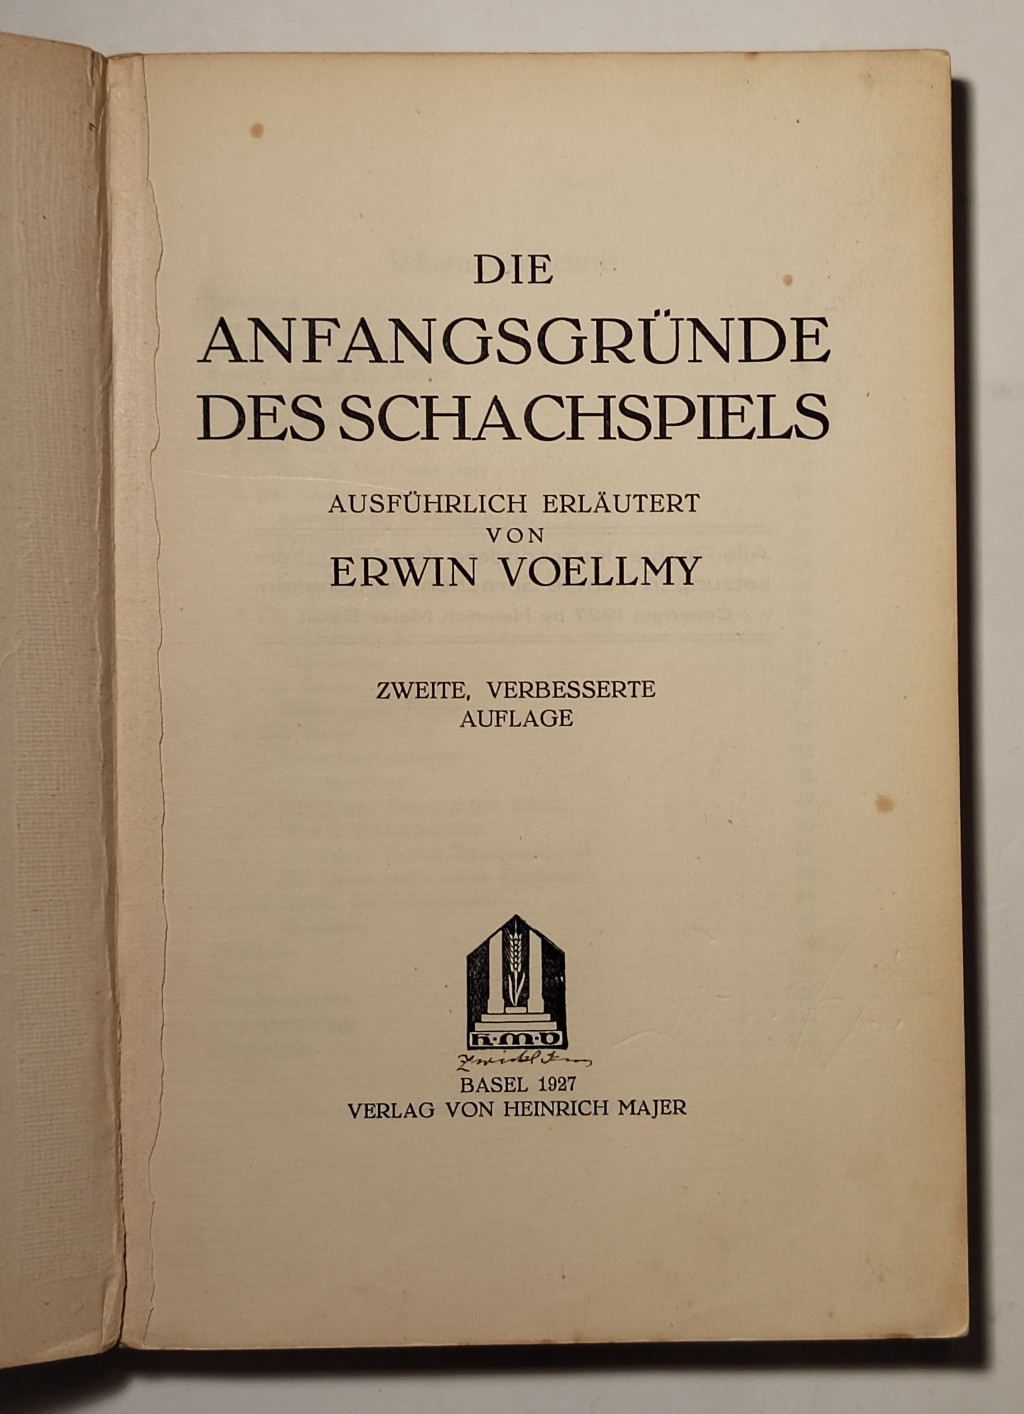 DIE
ANFANGSGRÜNDE
DES SCHACHSPIELS
AUSFÜHRLICH ERLÄUTERT
VON
ERWIN VOELLMY
ZWEITE, VERBESSERTE
AUFLAGE
H·M·V
BASEL 1927
VERLAG VON HEINRICH MAJER